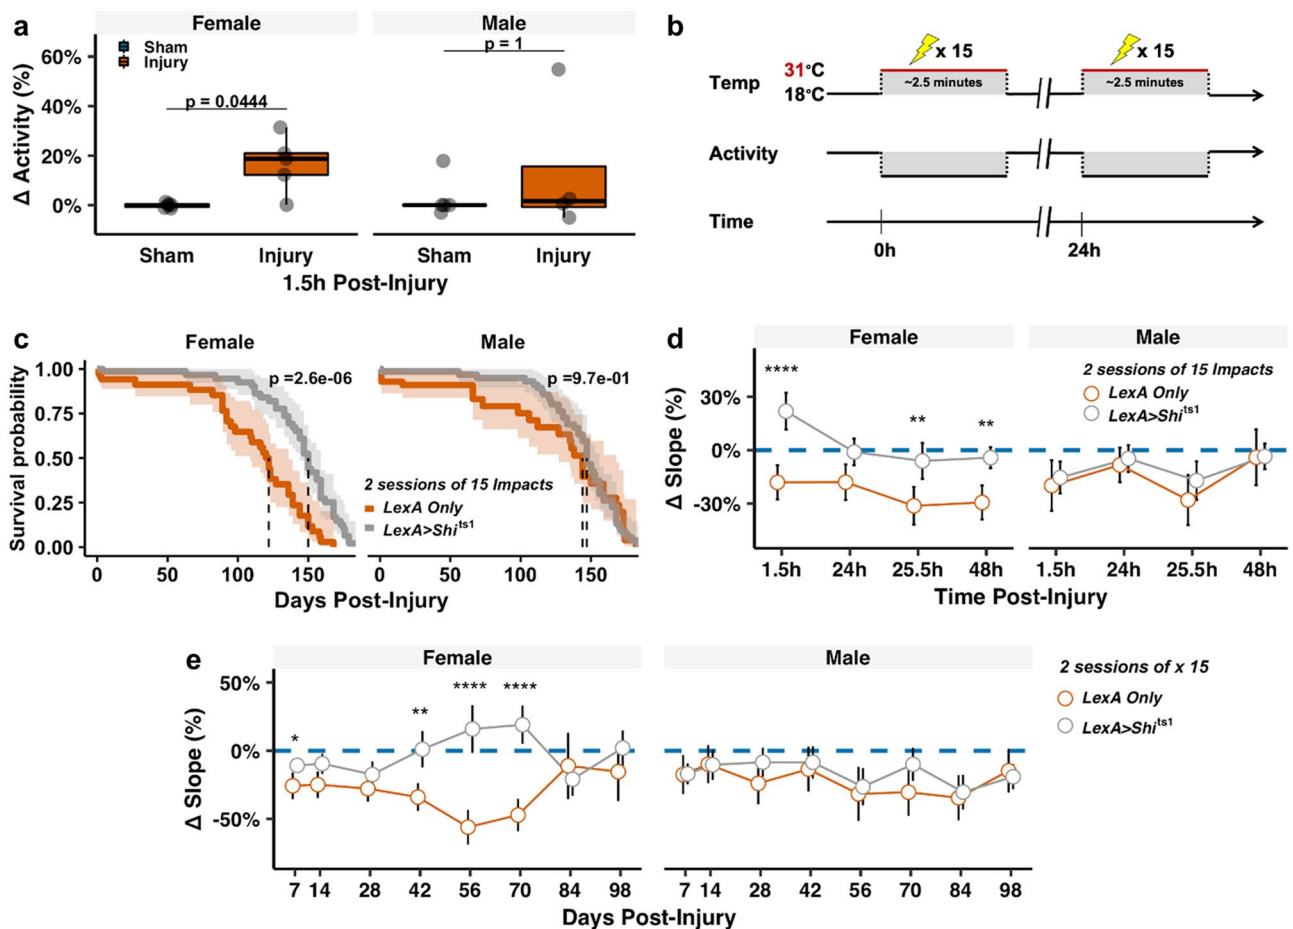 a
Female
Male
Sham
Injury
60%
40%
20%
0%
Δ Activity (%)
p = 0.0444
p = 1
Sham
Injury
Sham
Injury
1.5h Post-Injury
b
x 15
x 15
Temp
31°C
18°C
~2.5 minutes
~2.5 minutes
Activity
Time
0h
24h
c
Female
Male
Survival probability
1.00
0.75
0.50
0.25
0.00
p =2.6e-06
p =9.7e-01
2 sessions of 15 Impacts
LexA Only
LexA>Shi^ts1
0
50
100
150
0
50
100
150
Days Post-Injury
d
Female
Male
Δ Slope (%)
30%
0%
-30%
****
**
**
2 sessions of 15 Impacts
LexA Only
LexA>Shi^ts1
1.5h
24h
25.5h
48h
1.5h
24h
25.5h
48h
Time Post-Injury
e
Female
Male
Δ Slope (%)
50%
0%
-50%
*
**
****
****
2 sessions of x 15
LexA Only
LexA>Shi^ts1
7
14
28
42
56
70
84
98
7
14
28
42
56
70
84
98
Days Post-Injury